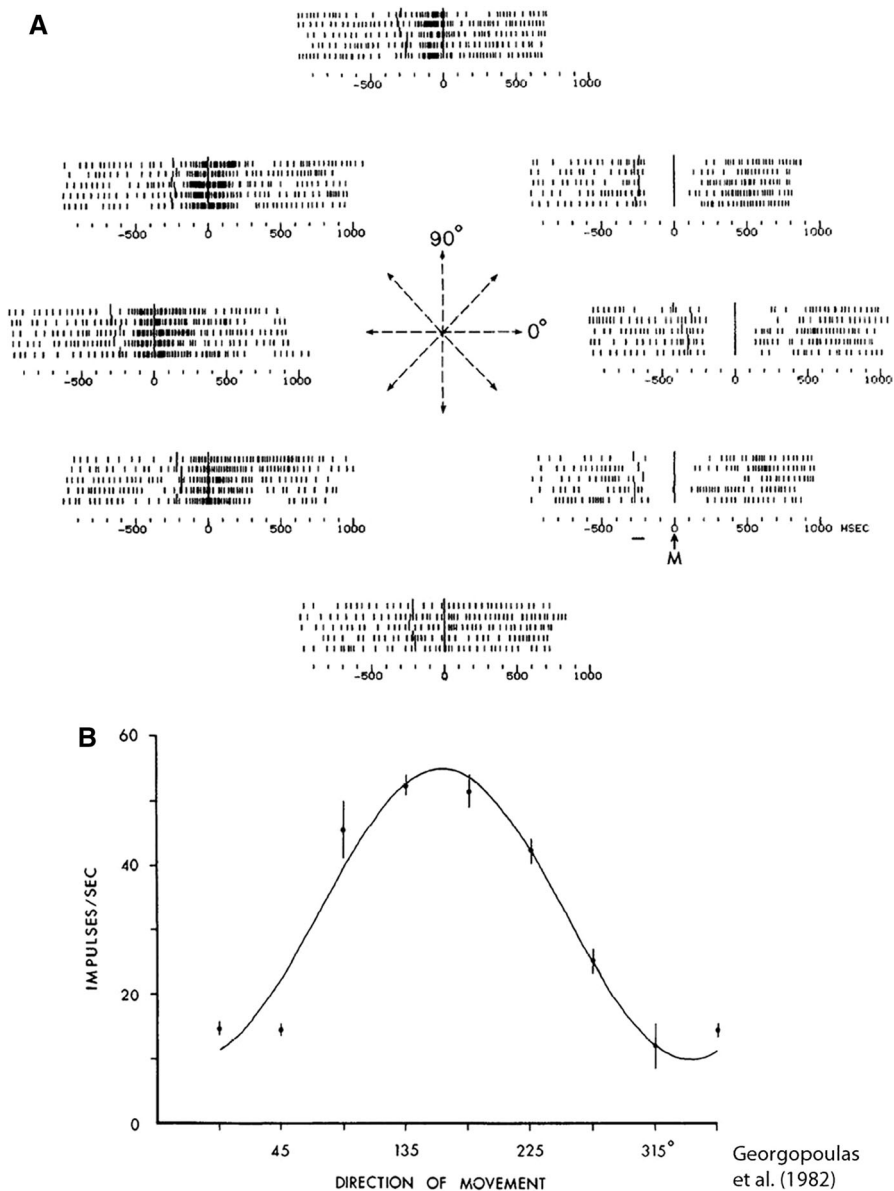 A
-500 0 500 1000
-500 0 500 1000
-500 0 500 1000
90°
0°
-500 0 500 1000
-500 0 500 1000
-500 0 500 1000
-500 0 500 1000 MSEC
M
-500 0 500 1000
B
60
40
20
0
IMPULSES/SEC
45 135 225 315°
DIRECTION OF MOVEMENT
Georgopoulas
et al. (1982)